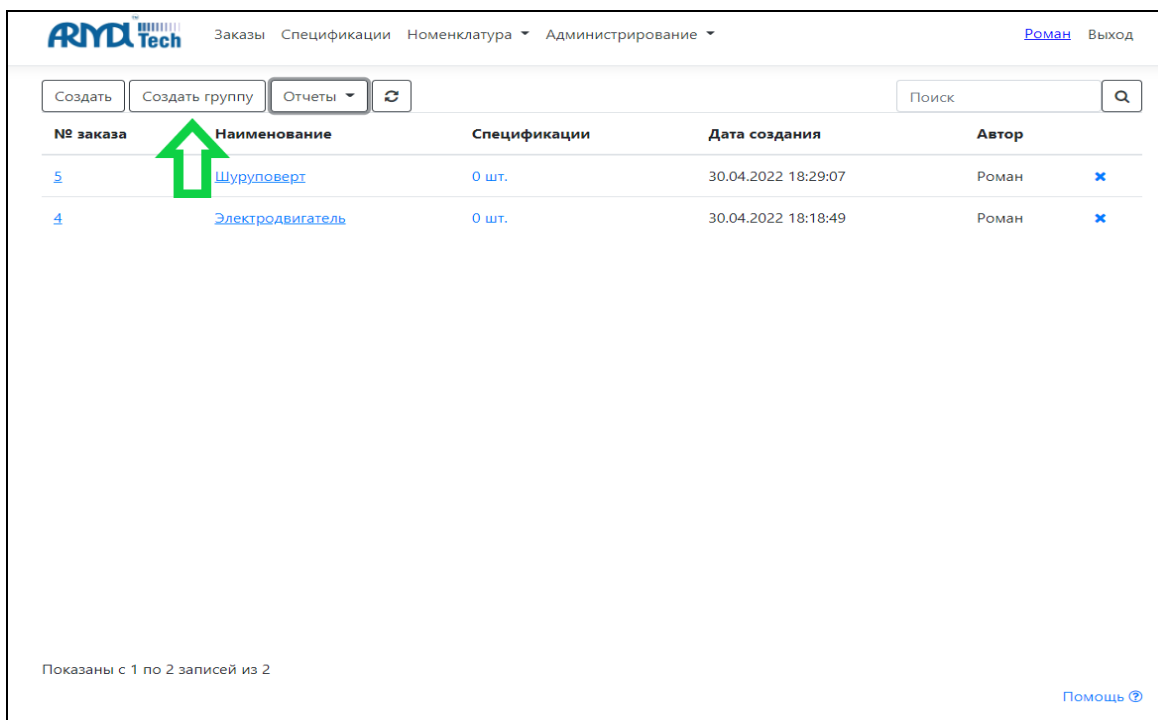 ARMDL Tech™ Заказы Спецификации Номенклатура Администрирование Роман Выход
Создать Создать группу Отчеты Поиск
№ заказа Наименование Спецификации Дата создания Автор
5 Шуруповерт 0 шт. 30.04.2022 18:29:07 Роман
4 Электродвигатель 0 шт. 30.04.2022 18:18:49 Роман
Показаны с 1 по 2 записей из 2
Помощь